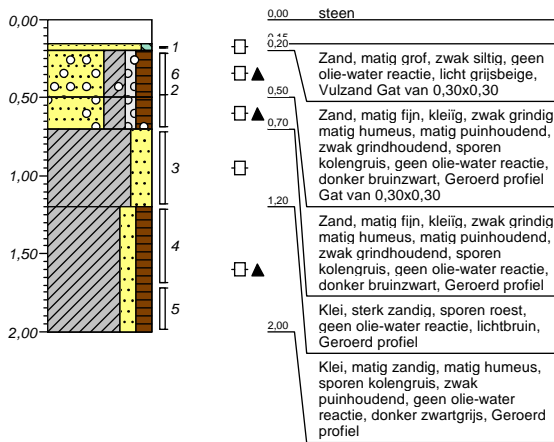 0,00
0,50
1,00
1,50
2,00
1
6
2
3
4
5
0,00
steen
0,15
0,20
Zand, matig grof, zwak siltig, geen
olie-water reactie, licht grijsbeige,
Vulzand Gat van 0,30x0,30
0,50
Zand, matig fijn, kleiïg, zwak grindig,
matig humeus, matig puinhoudend,
zwak grindhoudend, sporen
kolengruis, geen olie-water reactie,
donker bruinzwart, Geroerd profiel
Gat van 0,30x0,30
0,70
Zand, matig fijn, kleiïg, zwak grindig,
matig humeus, matig puinhoudend,
zwak grindhoudend, sporen
kolengruis, geen olie-water reactie,
donker bruinzwart, Geroerd profiel
1,20
Klei, sterk zandig, sporen roest,
geen olie-water reactie, lichtbruin,
Geroerd profiel
2,00
Klei, matig zandig, matig humeus,
sporen kolengruis, zwak
puinhoudend, geen olie-water
reactie, donker zwartgrijs, Geroerd
profiel